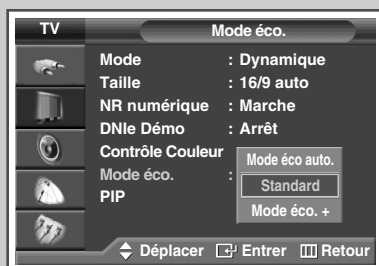 TV
Mode éco.
Mode : Dynamique
Taille : 16/9 auto
NR numérique : Marche
DNIe Démo : Arrêt
Contrôle Couleur
Mode éco. :
PIP
Mode éco auto.
Standard
Mode éco. +
Déplacer Entrer Retour